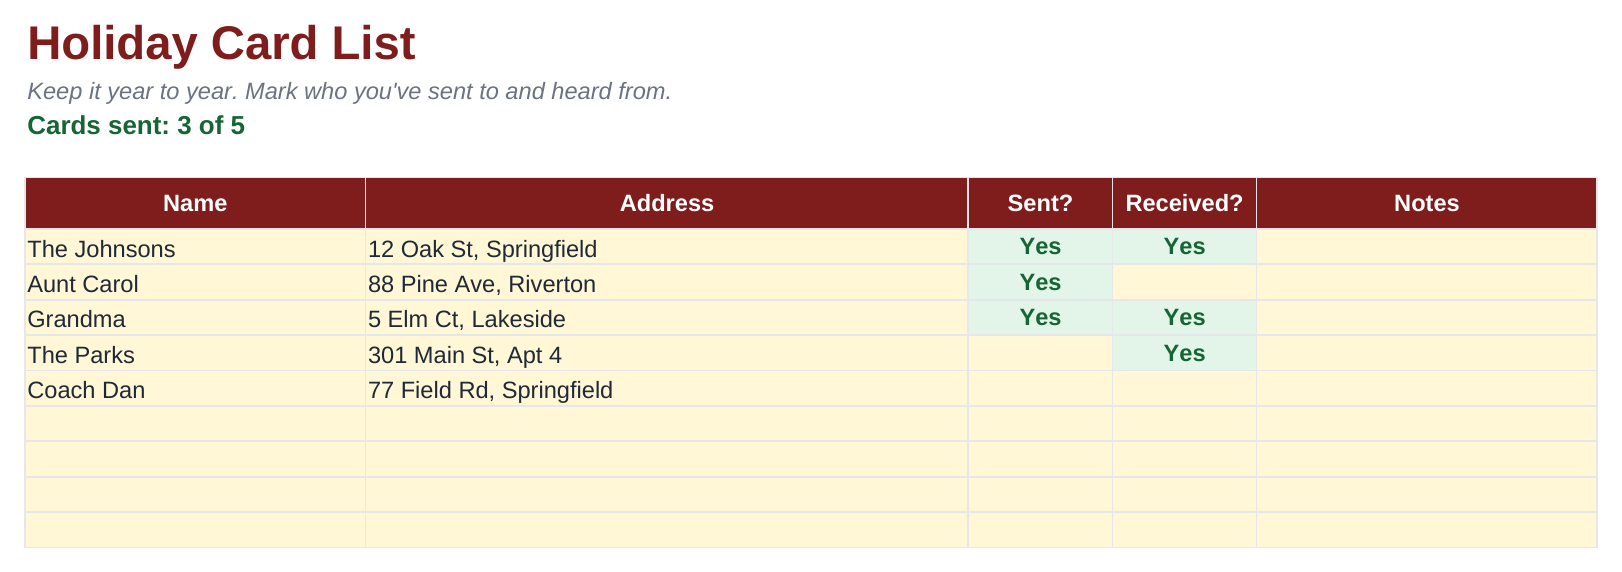 Holiday Card List
Keep it year to year. Mark who you've sent to and heard from.
Cards sent: 3 of 5
Name Address Sent? Received? Notes
The Johnsons 12 Oak St, Springfield Yes Yes
Aunt Carol 88 Pine Ave, Riverton Yes
Grandma 5 Elm Ct, Lakeside Yes Yes
The Parks 301 Main St, Apt 4 Yes
Coach Dan 77 Field Rd, Springfield